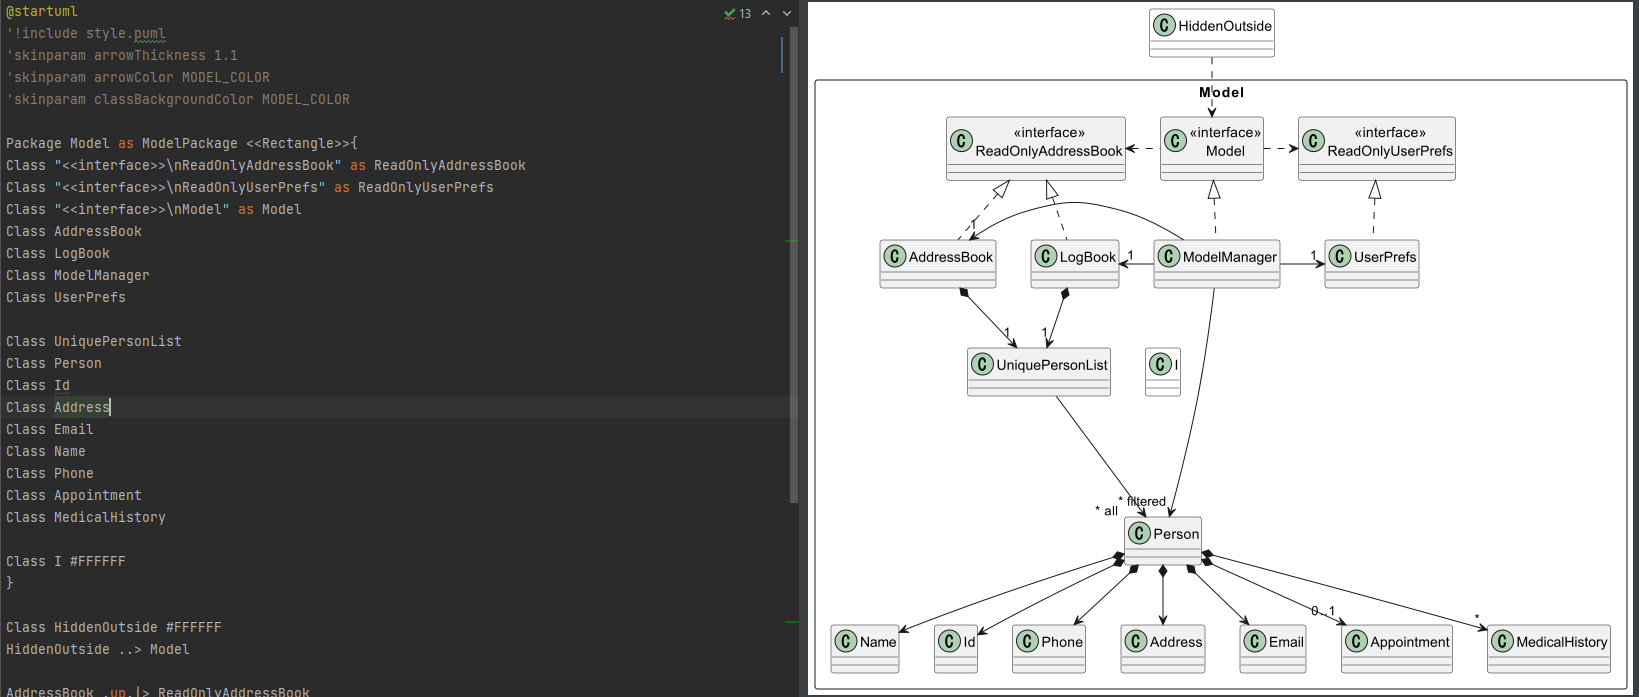 @startuml
'!include style.puml
'skinparam arrowThickness 1.1
'skinparam arrowColor MODEL_COLOR
'skinparam classBackgroundColor MODEL_COLOR
Package Model as ModelPackage <<Rectangle>>{
Class "<<interface>>\nReadOnlyAddressBook" as ReadOnlyAddressBook
Class "<<interface>>\nReadOnlyUserPrefs" as ReadOnlyUserPrefs
Class "<<interface>>\nModel" as Model
Class AddressBook
Class LogBook
Class ModelManager
Class UserPrefs
Class UniquePersonList
Class Person
Class Id
Class Address
Class Email
Class Name
Class Phone
Class Appointment
Class MedicalHistory
Class I #FFFFFF
}
Class HiddenOutside #FFFFFF
HiddenOutside ..> Model
AddressBook .up.|> ReadOnlyAddressBook
13
C HiddenOutside
Model
C «interface»
ReadOnlyAddressBook
C «interface»
Model
C «interface»
ReadOnlyUserPrefs
1
C AddressBook
C LogBook
1
C ModelManager
1
C UserPrefs
1
1
C UniquePersonList
C I
* filtered
* all
C Person
0..1
*
C Name
C Id
C Phone
C Address
C Email
C Appointment
C MedicalHistory